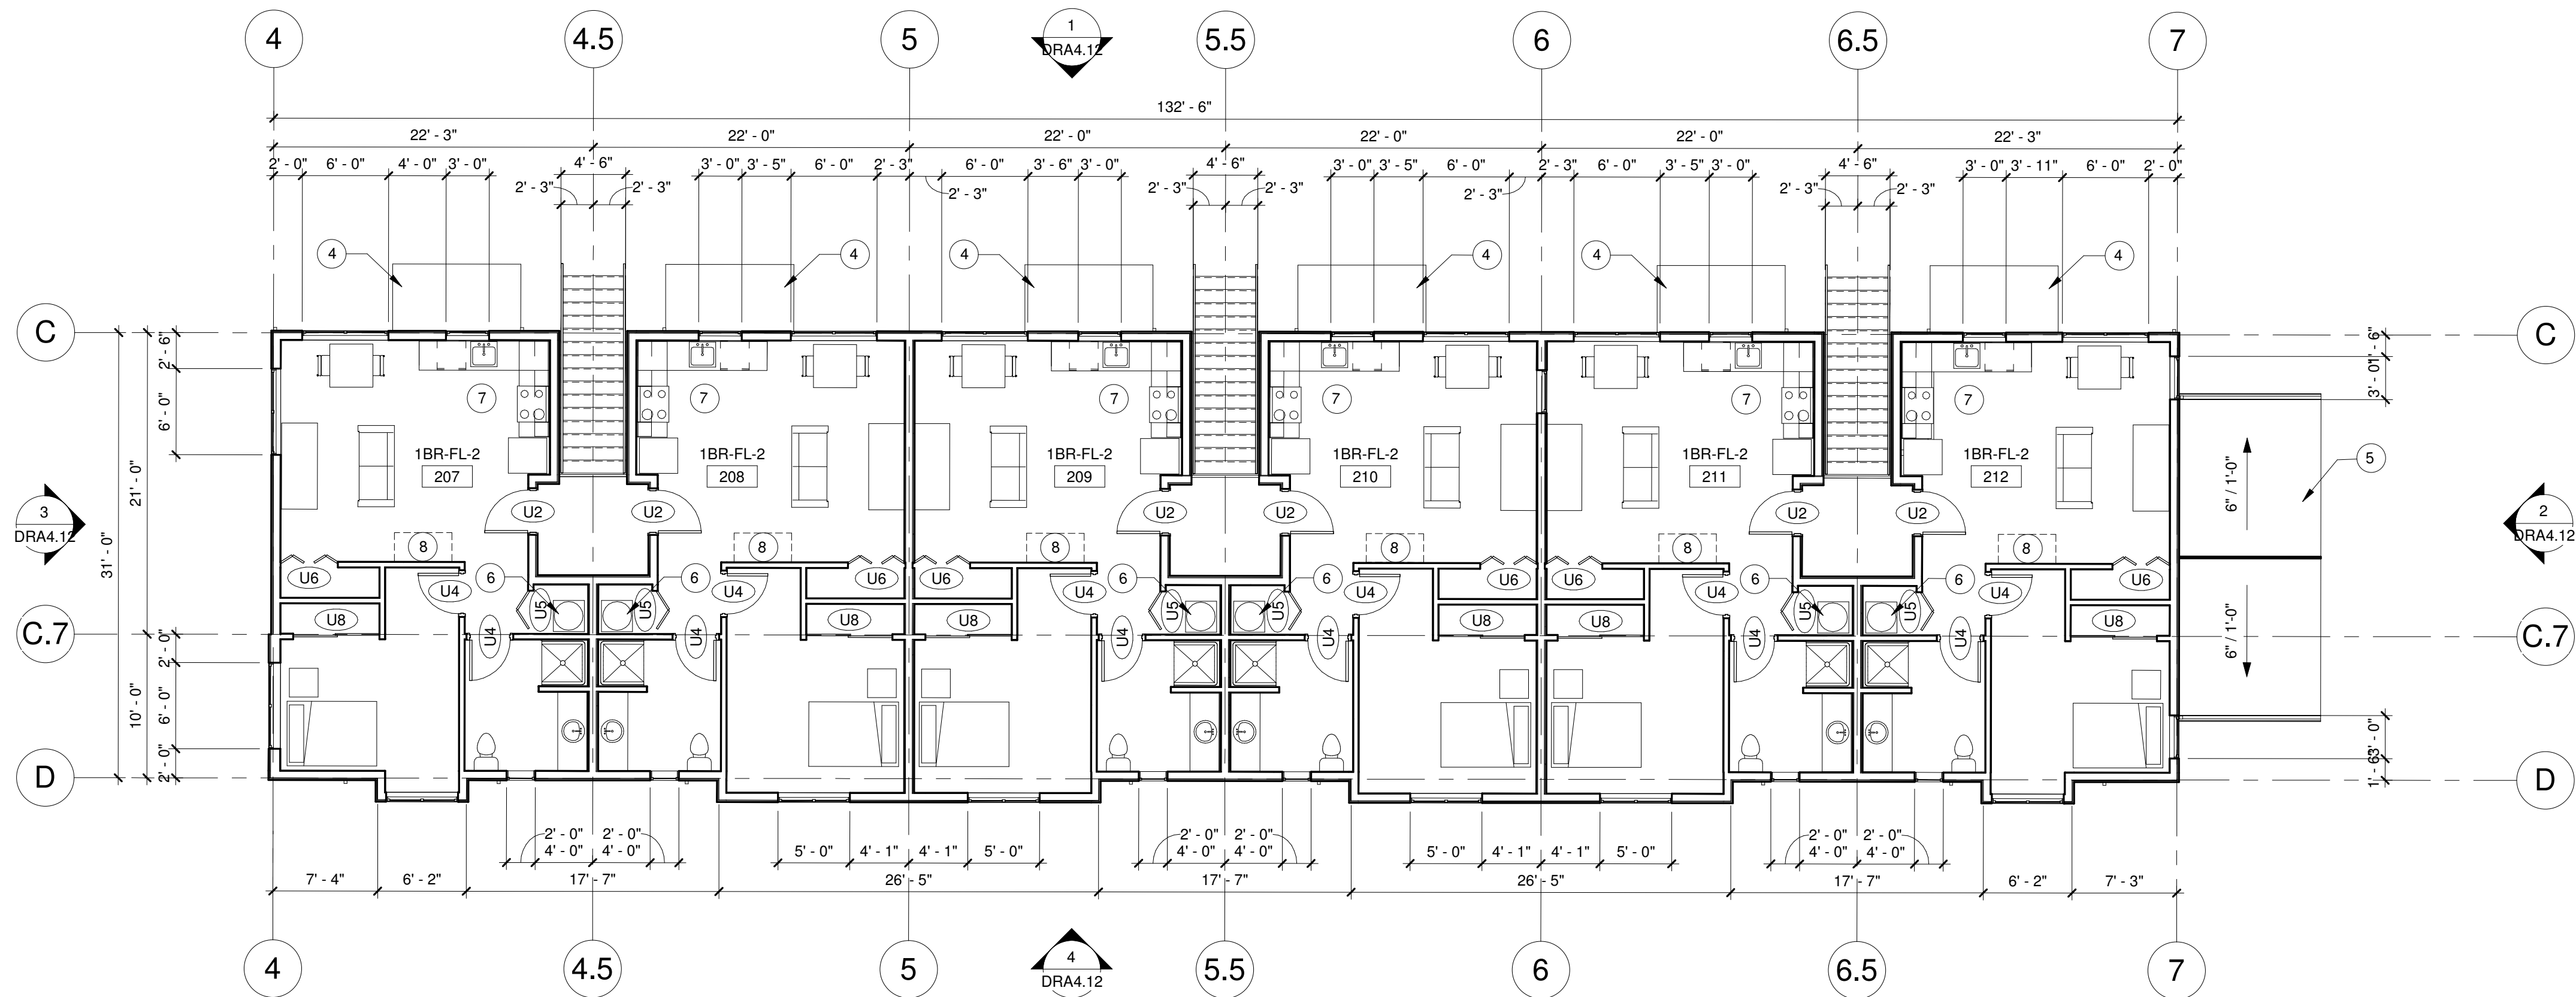 4 4.5 5 1 5.5 6 6.5 7
DRA4.12
132' - 6"
22' - 3" 22' - 0" 22' - 0" 22' - 0" 22' - 0" 22' - 3"
2' - 0" 6' - 0" 4' - 0" 3' - 0" 4' - 6" 3' - 0" 3' - 5" 6' - 0" 2' - 3" 6' - 0" 3' - 6" 3' - 0" 4' - 6" 3' - 0" 3' - 5" 6' - 0" 2' - 3" 6' - 0" 3' - 5" 3' - 0" 4' - 6" 3' - 0" 3' - 11" 6' - 0" 2' - 0"
2' - 3" 2' - 3" 2' - 3" 2' - 3" 2' - 3" 2' - 3" 2' - 3" 2' - 3"
4 4 4 4 4 4
C C
2' - 6" 1' - 6"
3' - 0"
7 7 7 7 7 7
6' - 0"
1BR-FL-2 1BR-FL-2 1BR-FL-2 1BR-FL-2 1BR-FL-2 1BR-FL-2
207 208 209 210 211 212
5
21' - 0" 6" / 1'-0"
3 U2 U2 U2 U2 U2 U2 2
DRA4.12 DRA4.12
31' - 0"
8 8 8 8 8 8
U6 6 6 U6 U6 6 6 U6 U6 6 6 U6
U4 U4 U4 U4 U4 U4
U5 U5 U5 U5 U5 U5
U8 U8 U8 U8 U8 U8
C.7 U4 U4 U4 U4 U4 U4 C.7
2' - 0" 6" / 1'-0"
10' - 0" 6' - 0"
3' - 0"
2' - 0" 1' - 6"
D D
2' - 0" 2' - 0" 2' - 0" 2' - 0" 2' - 0" 2' - 0"
4' - 0" 4' - 0" 5' - 0" 4' - 1" 4' - 1" 5' - 0" 4' - 0" 4' - 0" 5' - 0" 4' - 1" 4' - 1" 5' - 0" 4' - 0" 4' - 0"
7' - 4" 6' - 2" 17' - 7" 26' - 5" 17' - 7" 26' - 5" 17' - 7" 6' - 2" 7' - 3"
4 4.5 5 4 5.5 6 6.5 7
DRA4.12